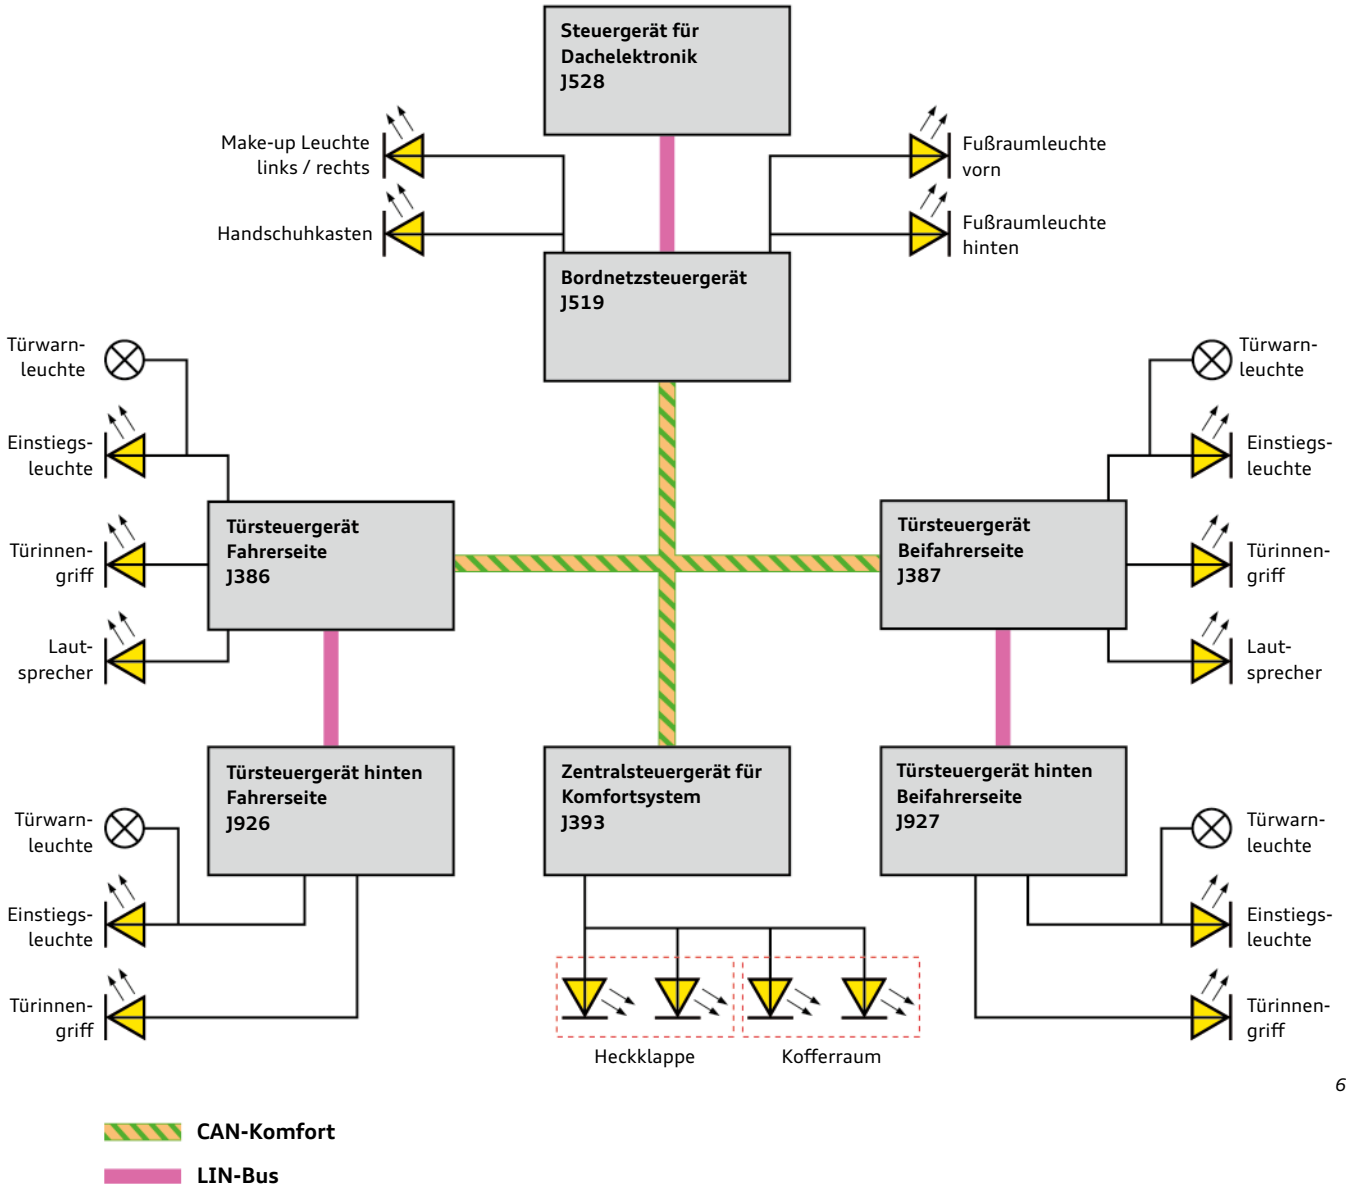 Steuergerät für
Dachelektronik
J528
Make-up Leuchte
links / rechts
Handschuhkasten
Fußraumleuchte
vorn
Fußraumleuchte
hinten
Bordnetzsteuergerät
J519
Türwarn-
leuchte
Einstiegs-
leuchte
Türinnen-
griff
Laut-
sprecher
Türsteuergerät
Fahrerseite
J386
Türsteuergerät
Beifahrerseite
J387
Türwarn-
leuchte
Einstiegs-
leuchte
Türinnen-
griff
Laut-
sprecher
Türsteuergerät hinten
Fahrerseite
J926
Zentralsteuergerät für
Komfortsystem
J393
Türsteuergerät hinten
Beifahrerseite
J927
Türwarn-
leuchte
Einstiegs-
leuchte
Türinnen-
griff
Türwarn-
leuchte
Einstiegs-
leuchte
Türinnen-
griff
Heckklappe
Kofferraum
6
CAN-Komfort
LIN-Bus